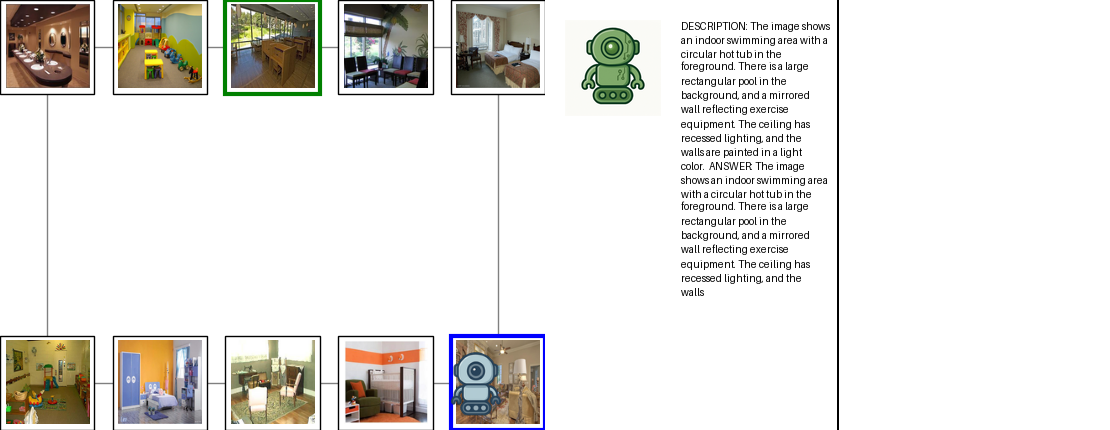 DESCRIPTION: The image shows
an indoor swimming area with a
circular hot tub in the
foreground. There is a large
rectangular pool in the
background, and a mirrored
wall reflecting exercise
equipment. The ceiling has
recessed lighting, and the
walls are painted in a light
color.  ANSWER: The image
shows an indoor swimming area
with a circular hot tub in the
foreground. There is a large
rectangular pool in the
background, and a mirrored
wall reflecting exercise
equipment. The ceiling has
recessed lighting, and the
walls